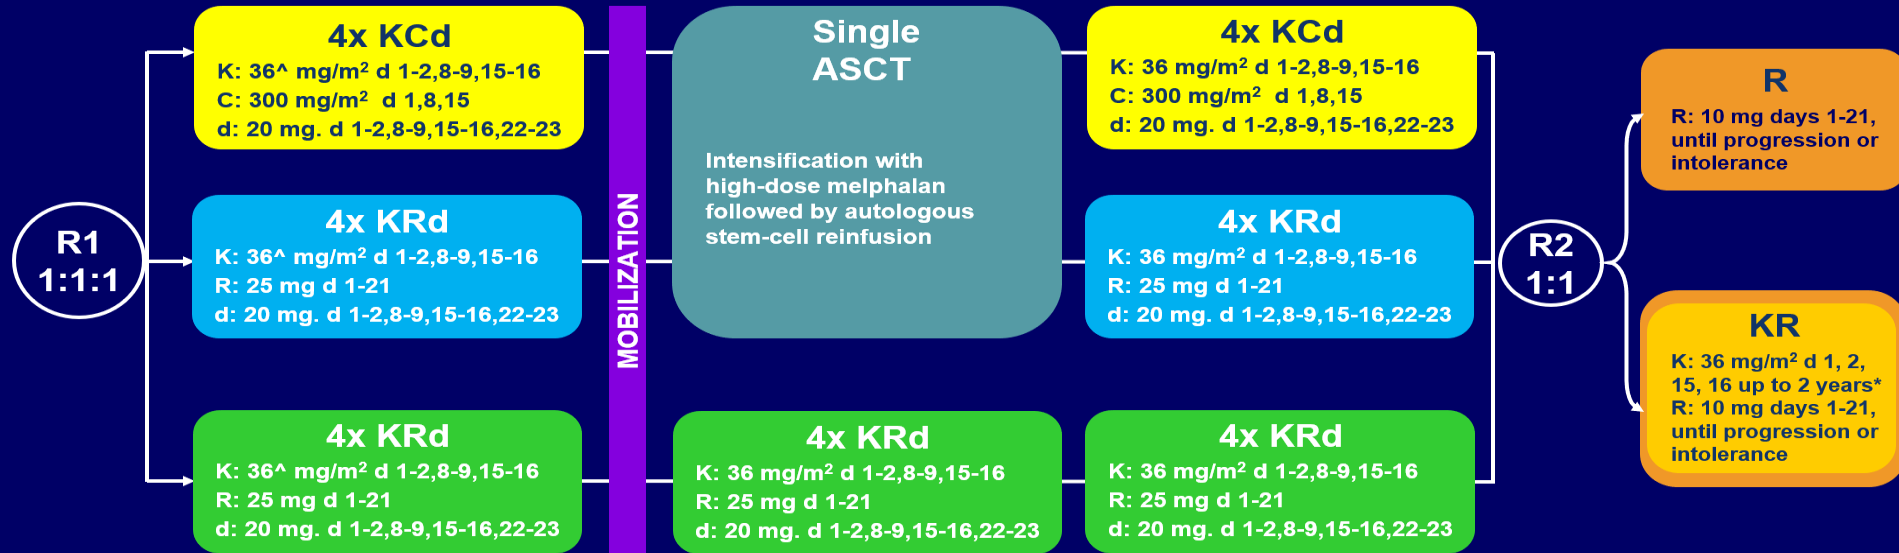 R1
1:1:1
4x KCd
K: 36^ mg/m² d 1-2,8-9,15-16
C: 300 mg/m² d 1,8,15
d: 20 mg. d 1-2,8-9,15-16,22-23
4x KRd
K: 36^ mg/m² d 1-2,8-9,15-16
R: 25 mg d 1-21
d: 20 mg. d 1-2,8-9,15-16,22-23
4x KRd
K: 36^ mg/m² d 1-2,8-9,15-16
R: 25 mg d 1-21
d: 20 mg. d 1-2,8-9,15-16,22-23
MOBILIZATION
Single
ASCT
Intensification with
high-dose melphalan
followed by autologous
stem-cell reinfusion
4x KRd
K: 36 mg/m² d 1-2,8-9,15-16
R: 25 mg d 1-21
d: 20 mg. d 1-2,8-9,15-16,22-23
4x KCd
K: 36 mg/m² d 1-2,8-9,15-16
C: 300 mg/m² d 1,8,15
d: 20 mg. d 1-2,8-9,15-16,22-23
4x KRd
K: 36 mg/m² d 1-2,8-9,15-16
R: 25 mg d 1-21
d: 20 mg. d 1-2,8-9,15-16,22-23
4x KRd
K: 36 mg/m² d 1-2,8-9,15-16
R: 25 mg d 1-21
d: 20 mg. d 1-2,8-9,15-16,22-23
R2
1:1
R
R: 10 mg days 1-21,
until progression or
intolerance
KR
K: 36 mg/m² d 1, 2,
15, 16 up to 2 years*
R: 10 mg days 1-21,
until progression or
intolerance